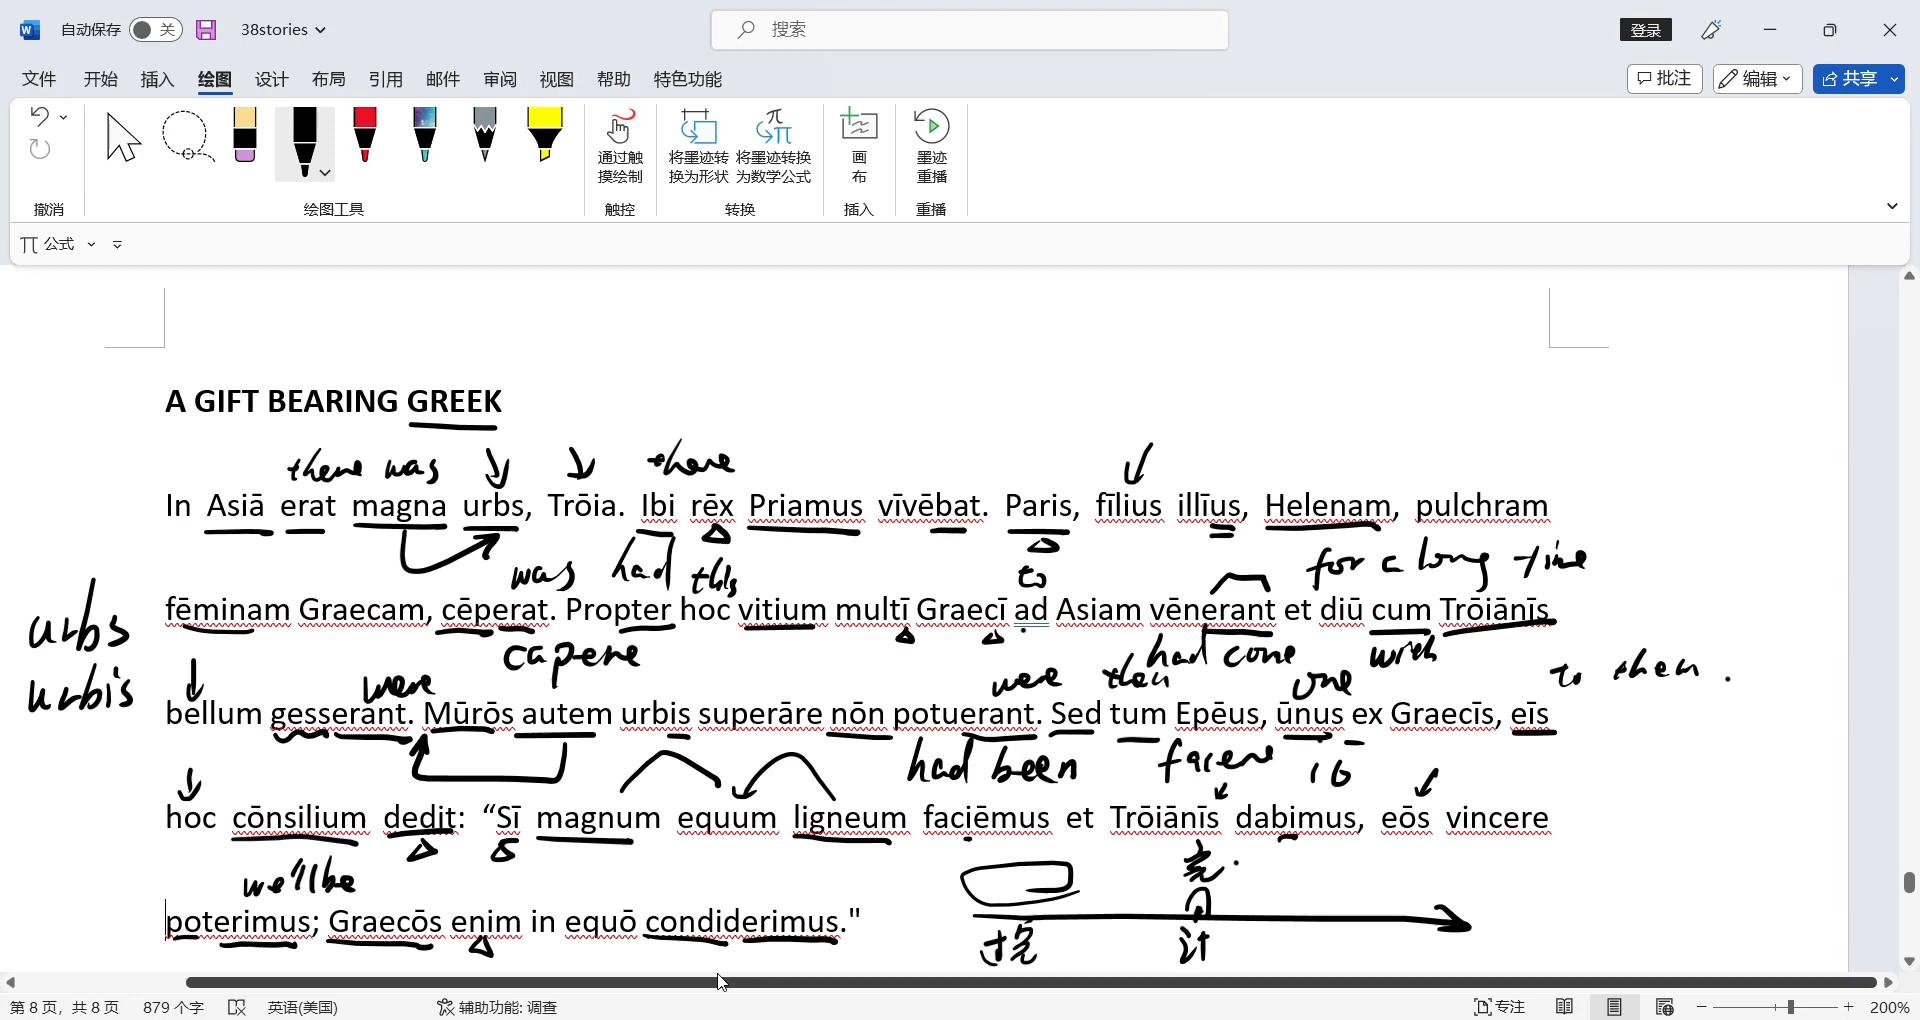 自动保存 关 38stories 搜索 登录
文件 开始 插入 绘图 设计 布局 引用 邮件 审阅 视图 帮助 特色功能 批注 编辑 共享
通过触摸绘制 将墨迹转换为形状 将墨迹转换为数学公式 画布 墨迹重播
撤消 绘图工具 触控 转换 插入 重播
公式
A GIFT BEARING GREEK
there was there
In Asiā erat magna urbs, Trōia. Ibi rēx Priamus vīvēbat. Paris, fīlius illīus, Helenam, pulchram
was had this to for a long time
fēminam Graecam, cēperat. Propter hoc vitium multī Graecī ad Asiam vēnerant et diū cum Trōiānīs
urbs capere had come with
urbis were were then one to them .
bellum gesserant. Mūrōs autem urbis superāre nōn potuerant. Sed tum Epēus, ūnus ex Graecīs, eīs
had been facere
hoc cōnsilium dedit: “Sī magnum equum ligneum faciēmus et Trōiānīs dabimus, eōs vincere
we'll be
poterimus; Graecōs enim in equō condiderimus."
第 8 页，共 8 页 879 个字 英语(美国) 辅助功能: 调查 专注 200%